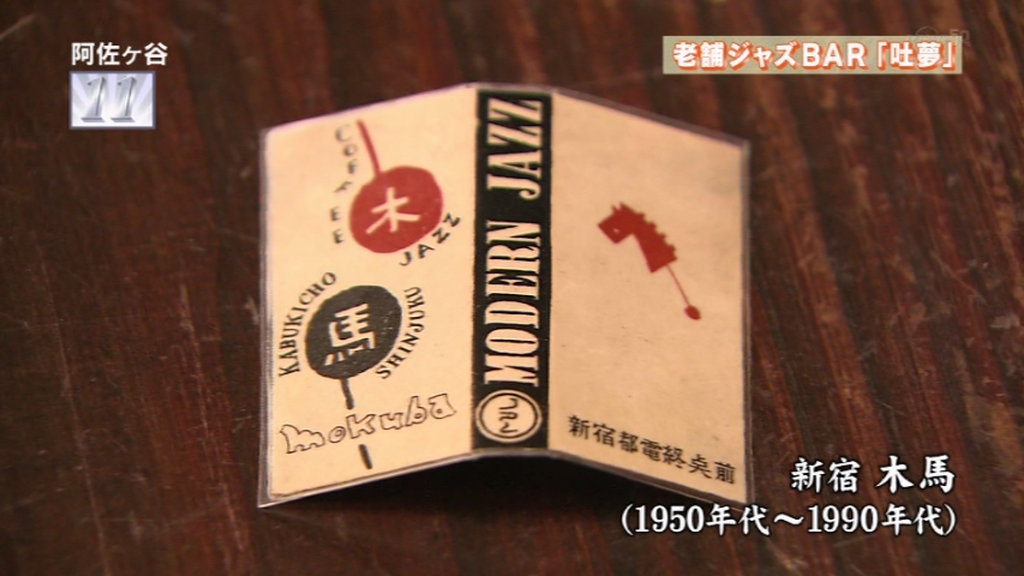 阿佐ヶ谷
11
老舗ジャズBAR「吐夢」
COFFEE
木
JAZZ
KABUKICHO
馬
SHINJUKU
mokuba
MODERN JAZZ
新宿都電終点前
新宿 木馬
(1950年代～1990年代)